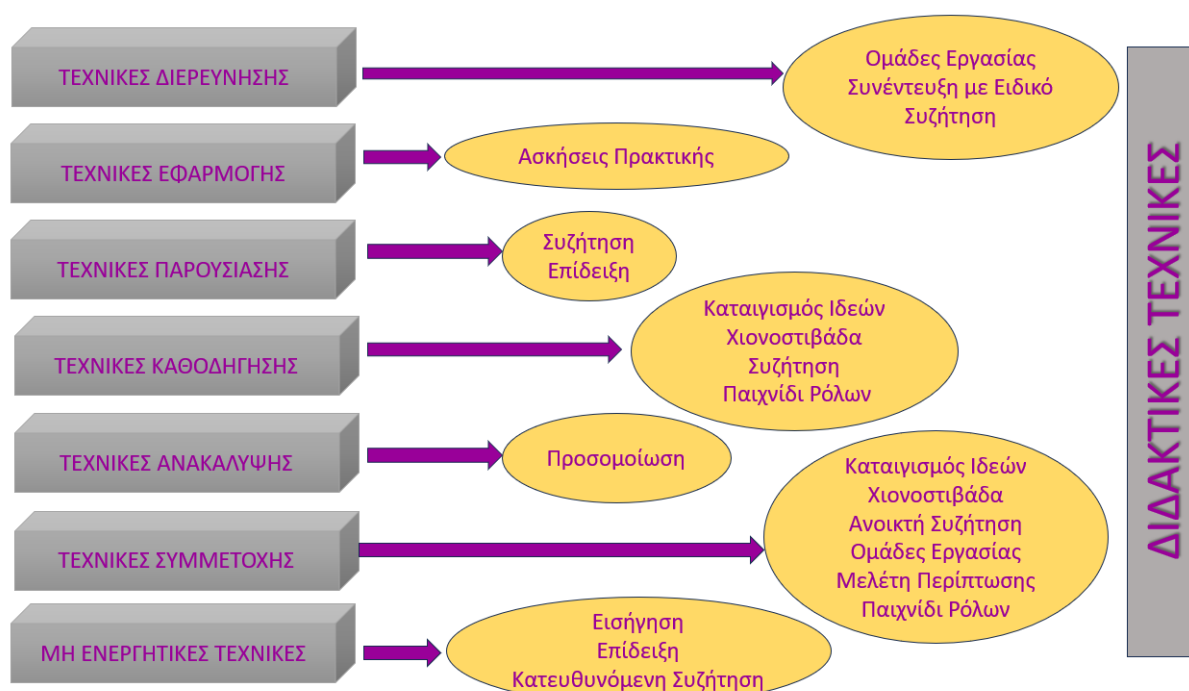 ΤΕΧΝΙΚΕΣ ΔΙΕΡΕΥΝΗΣΗΣ
Ομάδες Εργασίας
Συνέντευξη με Ειδικό
Συζήτηση
ΤΕΧΝΙΚΕΣ ΕΦΑΡΜΟΓΗΣ
Ασκήσεις Πρακτικής
ΤΕΧΝΙΚΕΣ ΠΑΡΟΥΣΙΑΣΗΣ
Συζήτηση
Επίδειξη
ΤΕΧΝΙΚΕΣ ΚΑΘΟΔΗΓΗΣΗΣ
Καταιγισμός Ιδεών
Χιονοστιβάδα
Συζήτηση
Παιχνίδι Ρόλων
ΤΕΧΝΙΚΕΣ ΑΝΑΚΑΛΥΨΗΣ
Προσομοίωση
ΤΕΧΝΙΚΕΣ ΣΥΜΜΕΤΟΧΗΣ
Καταιγισμός Ιδεών
Χιονοστιβάδα
Ανοικτή Συζήτηση
Ομάδες Εργασίας
Μελέτη Περίπτωσης
Παιχνίδι Ρόλων
ΜΗ ΕΝΕΡΓΗΤΙΚΕΣ ΤΕΧΝΙΚΕΣ
Εισήγηση
Επίδειξη
Κατευθυνόμενη Συζήτηση
ΔΙΔΑΚΤΙΚΕΣ ΤΕΧΝΙΚΕΣ